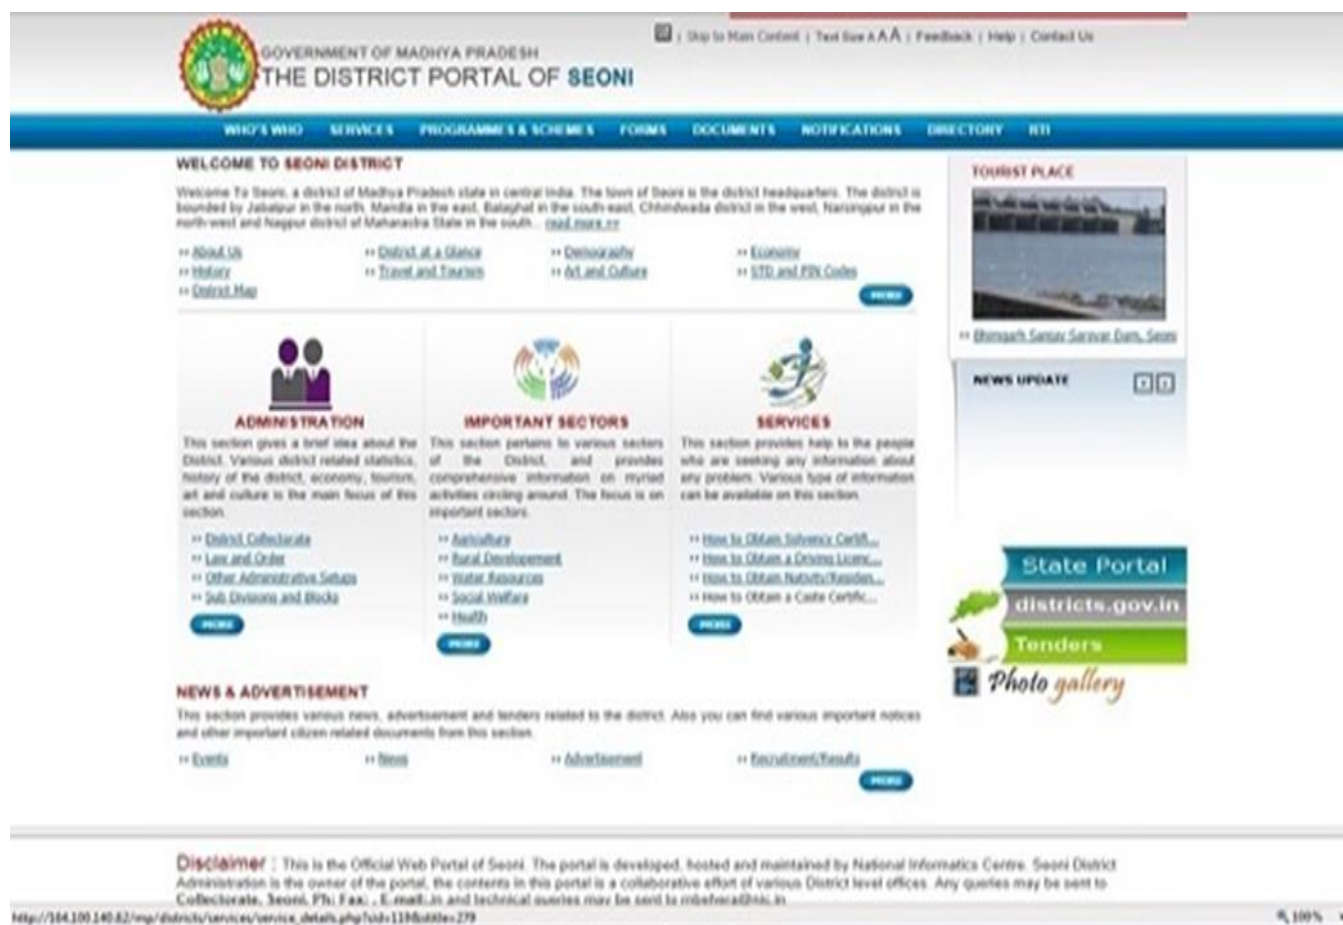 | Skip to Main Content | Text Size A A A | Feedback | Help | Contact Us
GOVERNMENT OF MADHYA PRADESH
THE DISTRICT PORTAL OF SEONI
WHO'S WHO SERVICES PROGRAMMES & SCHEMES FORMS DOCUMENTS NOTIFICATIONS DIRECTORY RTI
WELCOME TO SEONI DISTRICT
Welcome To Seoni, a district of Madhya Pradesh state in central India. The town of Seoni is the district headquarters. The district is
bounded by Jabalpur in the north, Mandla in the east, Balaghat in the south-east, Chhindwada district in the west, Narsingpur in the
north-west and Nagpur district of Maharastra State in the south... read more >>
About Us District at a Glance Demography Economy
History Travel and Tourism Art and Culture STD and PIN Codes
District Map
MORE
TOURIST PLACE
Bhimgarh Sanjay Sarovar Dam, Seoni
NEWS UPDATE
ADMINISTRATION
This section gives a brief idea about the
District. Various district related statistics,
history of the district, economy, tourism,
art and culture is the main focus of this
section.
District Collectorate
Law and Order
Other Administrative Setups
Sub Divisions and Blocks
MORE
IMPORTANT SECTORS
This section pertains to various sectors
of the District, and provides
comprehensive information on myriad
activities circling around. The focus is on
important sectors.
Agriculture
Rural Developement
Water Resources
Social Welfare
Health
MORE
SERVICES
This section provides help to the people
who are seeking any information about
any problem. Various type of information
can be available on this section.
How to Obtain Solvency Certifi...
How to Obtain a Driving Licenc...
How to Obtain Nativity/Residen...
How to Obtain a Caste Certific...
MORE
State Portal
districts.gov.in
Tenders
Photo gallery
NEWS & ADVERTISEMENT
This section provides various news, advertisement and tenders related to the district. Also you can find various important notices
and other important citizen related documents from this section.
Events News Advertisement Recruitment/Results
MORE
Disclaimer : This is the Official Web Portal of Seoni. The portal is developed, hosted and maintained by National Informatics Centre. Seoni District
Administration is the owner of the portal, the contents in this portal is a collaborative effort of various District level offices. Any queries may be sent to
Collectorate, Seoni, Ph: Fax: , E-mail:.in and technical queries may be sent to
100%